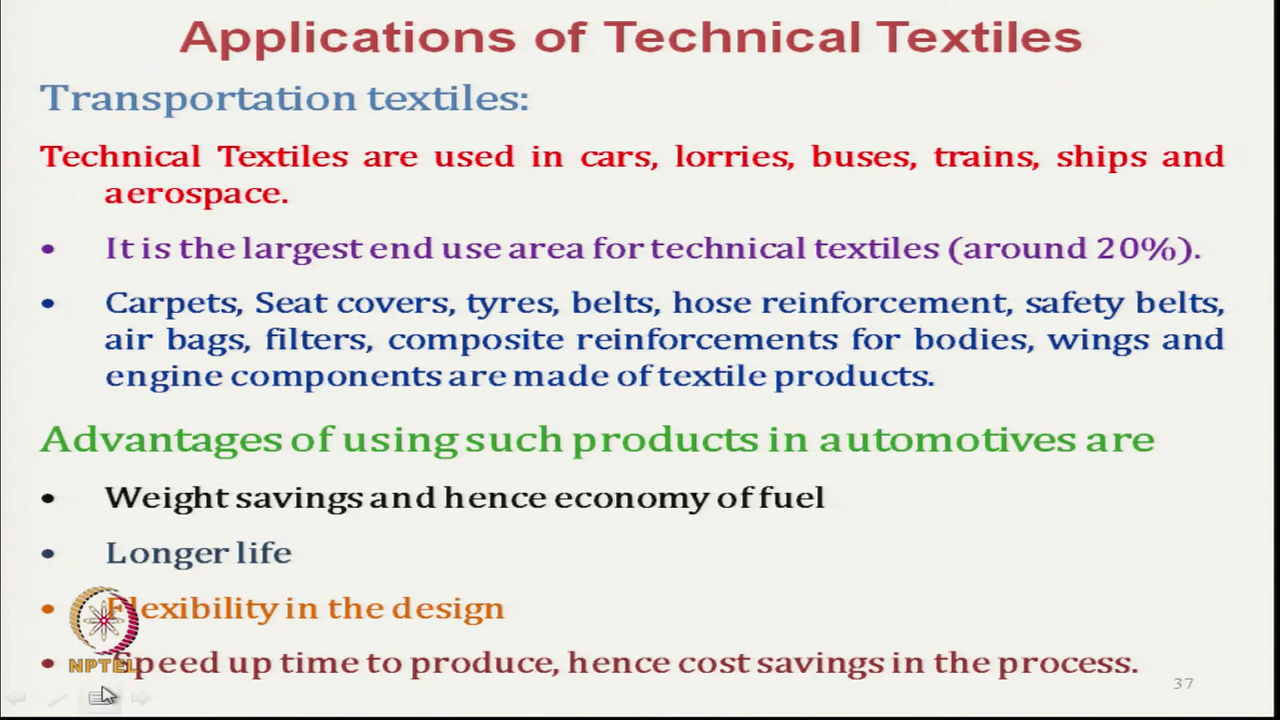 Applications of Technical Textiles
Transportation textiles:
Technical Textiles are used in cars, lorries, buses, trains, ships and
aerospace.
• It is the largest end use area for technical textiles (around 20%).
• Carpets, Seat covers, tyres, belts, hose reinforcement, safety belts,
air bags, filters, composite reinforcements for bodies, wings and
engine components are made of textile products.
Advantages of using such products in automotives are
• Weight savings and hence economy of fuel
• Longer life
• Flexibility in the design
• Speed up time to produce, hence cost savings in the process.
NPTEL
37